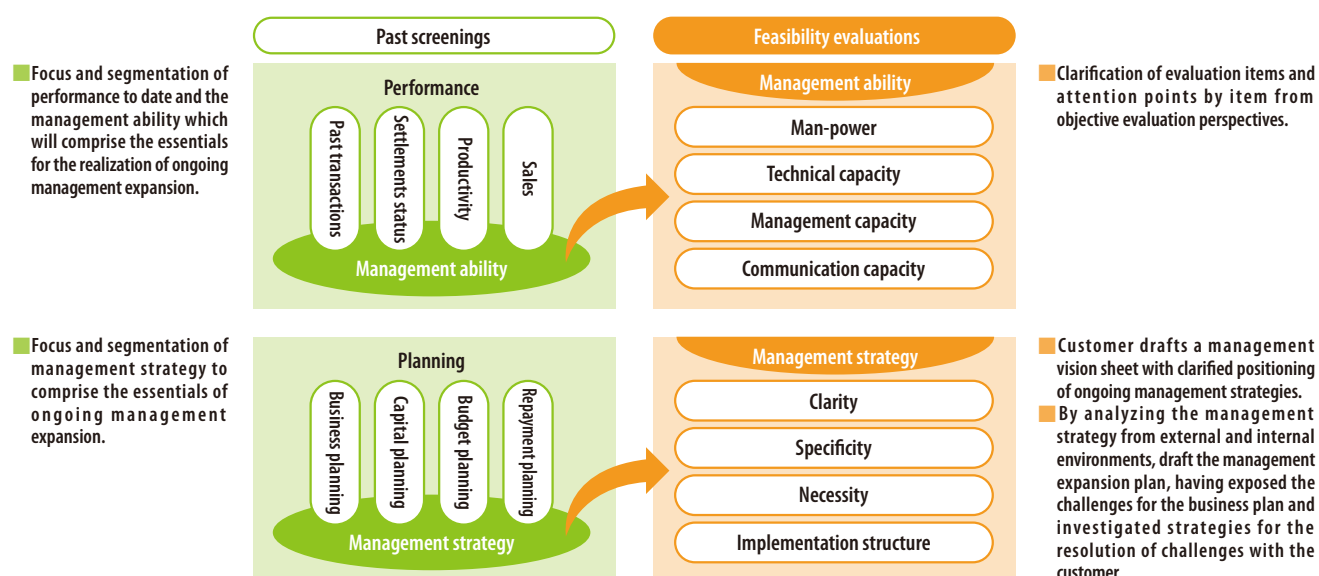 Past screenings
Feasibility evaluations
Focus and segmentation of
performance to date and the
management ability which
will comprise the essentials
for the realization of ongoing
management expansion.
Performance
Past transactions
Settlements status
Productivity
Sales
Management ability
Management ability
Man-power
Technical capacity
Management capacity
Communication capacity
Clarification of evaluation items and
attention points by item from
objective evaluation perspectives.
Focus and segmentation of
management strategy to
comprise the essentials of
ongoing management
expansion.
Planning
Business planning
Capital planning
Budget planning
Repayment planning
Management strategy
Management strategy
Clarity
Specificity
Necessity
Implementation structure
Customer drafts a management
vision sheet with clarified positioning
of ongoing management strategies.
By analyzing the management
strategy from external and internal
environments, draft the management
expansion plan, having exposed the
challenges for the business plan and
investigated strategies for the
resolution of challenges with the
customer